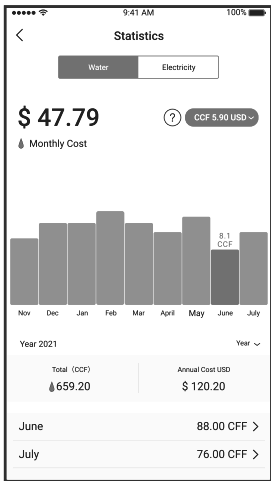 9:41 AM
100%
Statistics
Water
Electricity
$ 47.79
?
CCF 5.90 USD
Monthly Cost
8.1
CCF
Nov Dec Jan Feb Mar April May June July
Year 2021
Year
Total (CCF)
Annual Cost USD
659.20
$ 120.20
June
88.00 CFF
July
76.00 CFF